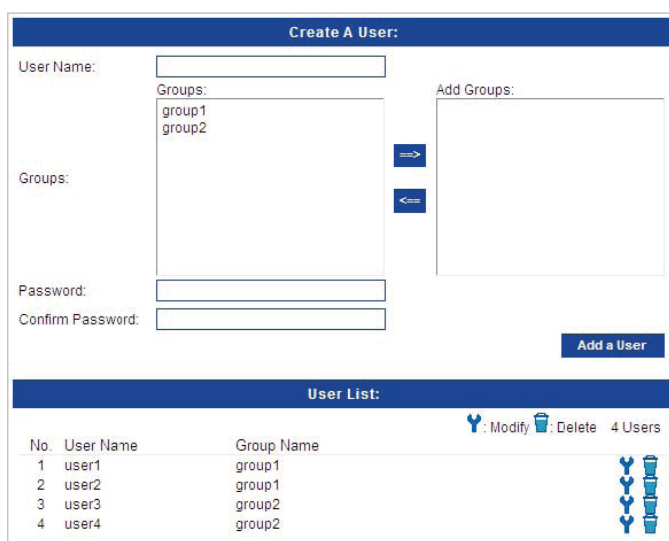 Create A User:
User Name:
Groups: Add Groups:
group1
group2
==>
Groups:
<==
Password:
Confirm Password:
Add a User
User List:
: Modify : Delete 4 Users
No. User Name Group Name
1 user1 group1
2 user2 group1
3 user3 group2
4 user4 group2